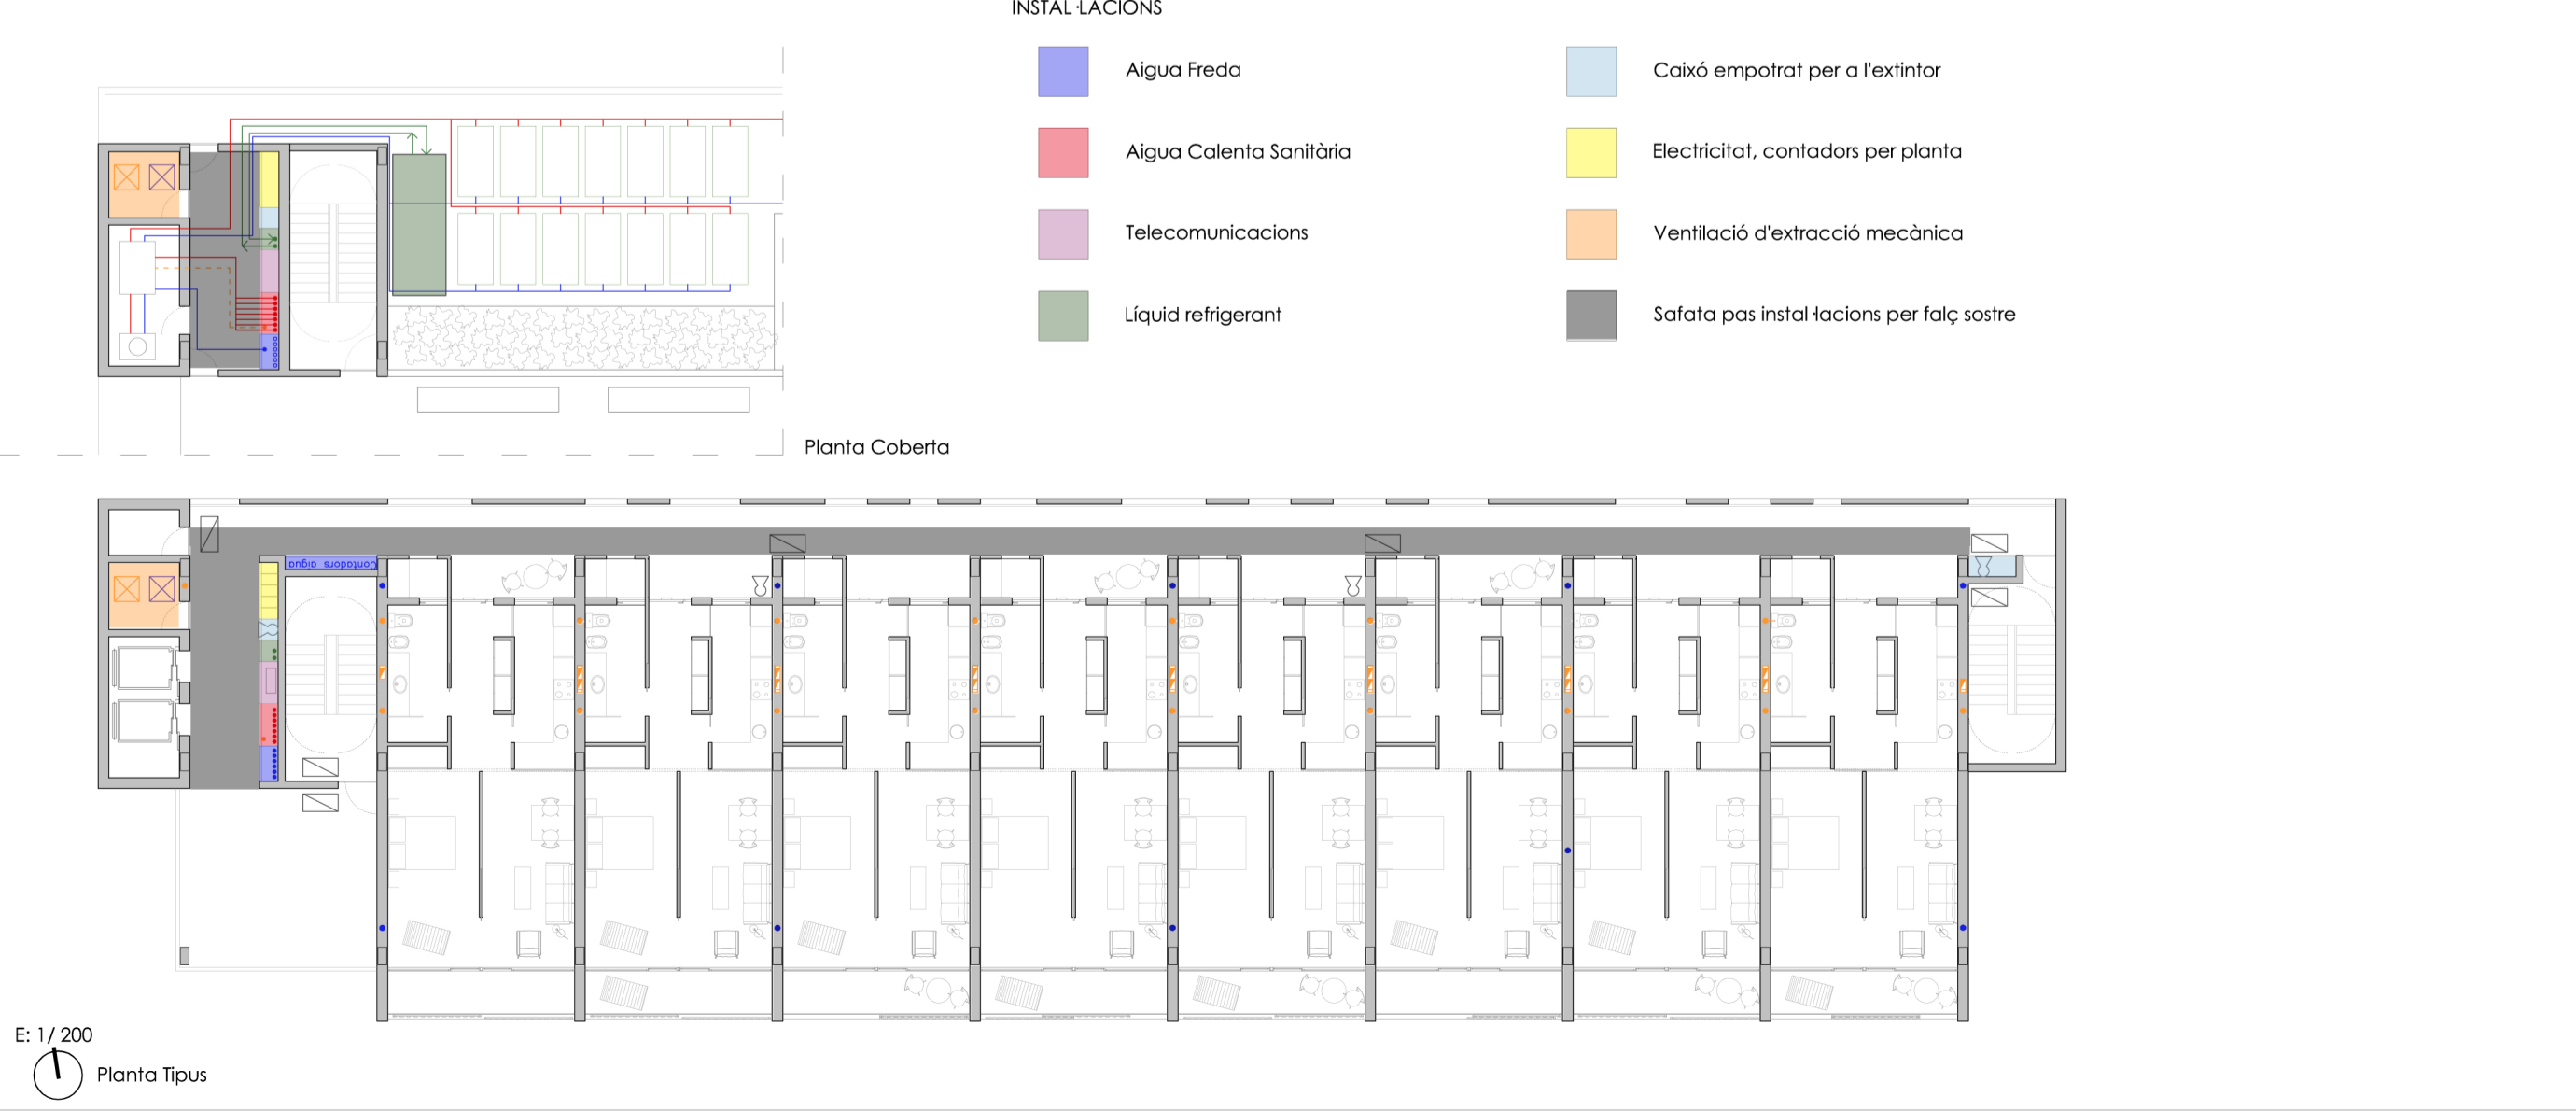 INSTAL·LACIONS
Aigua Freda
Caixó empotrat per a l'extintor
Aigua Calenta Sanitària
Electricitat, contadors per planta
Telecomunicacions
Ventilació d'extracció mecànica
Líquid refrigerant
Safata pas instal·lacions per falç sostre
Planta Coberta
Contadors aigua
E: 1/ 200
Planta Tipus